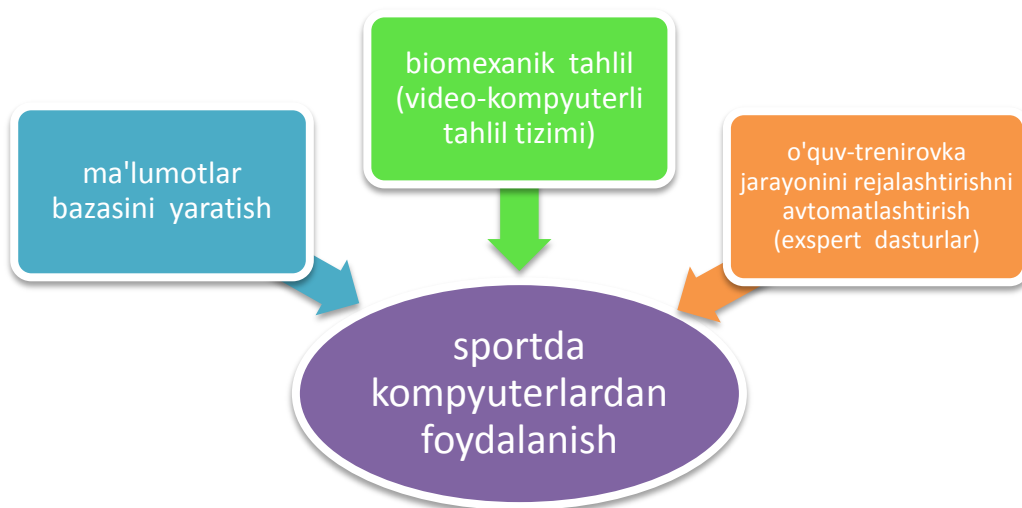 biomexanik tahlil
(video-kompyuterli
tahlil tizimi)
ma'lumotlar
bazasini yaratish
o'quv-trenirovka
jarayonini rejalashtirishni
avtomatlashtirish
(exspert dasturlar)
sportda
kompyuterlardan
foydalanish